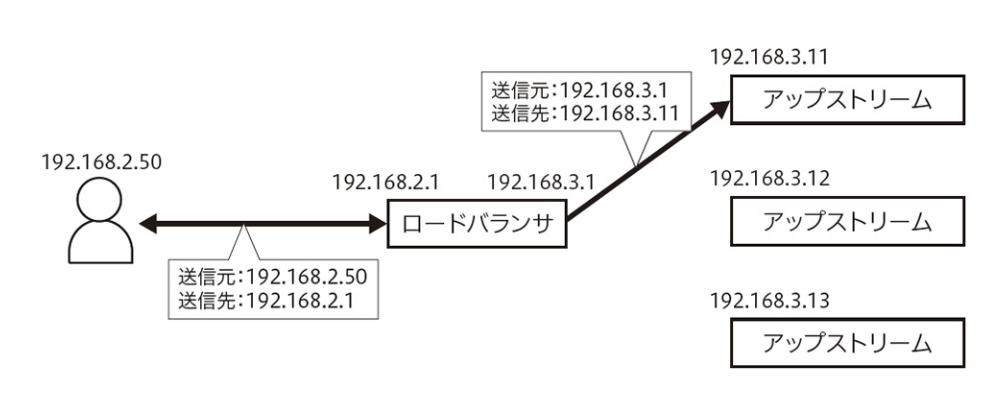 192.168.3.11
アップストリーム
送信元：192.168.3.1
送信先：192.168.3.11
192.168.2.50
192.168.2.1
192.168.3.1
ロードバランサ
192.168.3.12
アップストリーム
送信元：192.168.2.50
送信先：192.168.2.1
192.168.3.13
アップストリーム